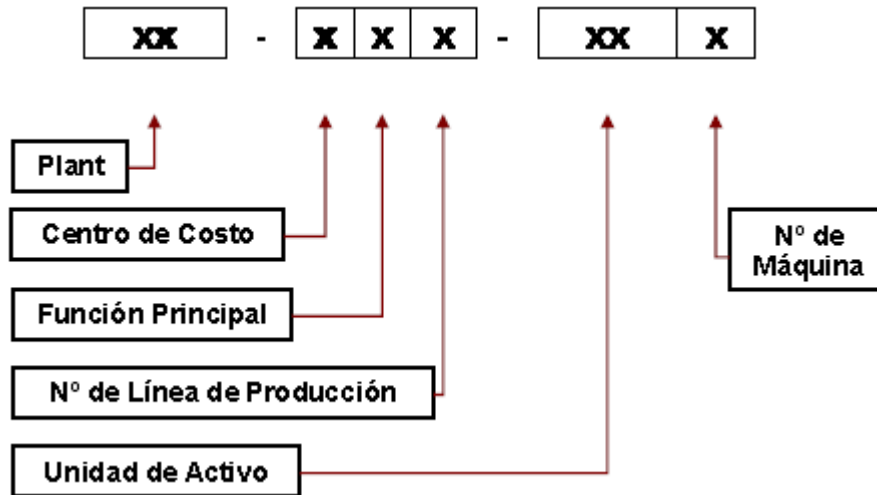 XX - X X X - XX X
Plant
Centro de Costo
Nº de
Máquina
Función Principal
Nº de Línea de Producción
Unidad de Activo